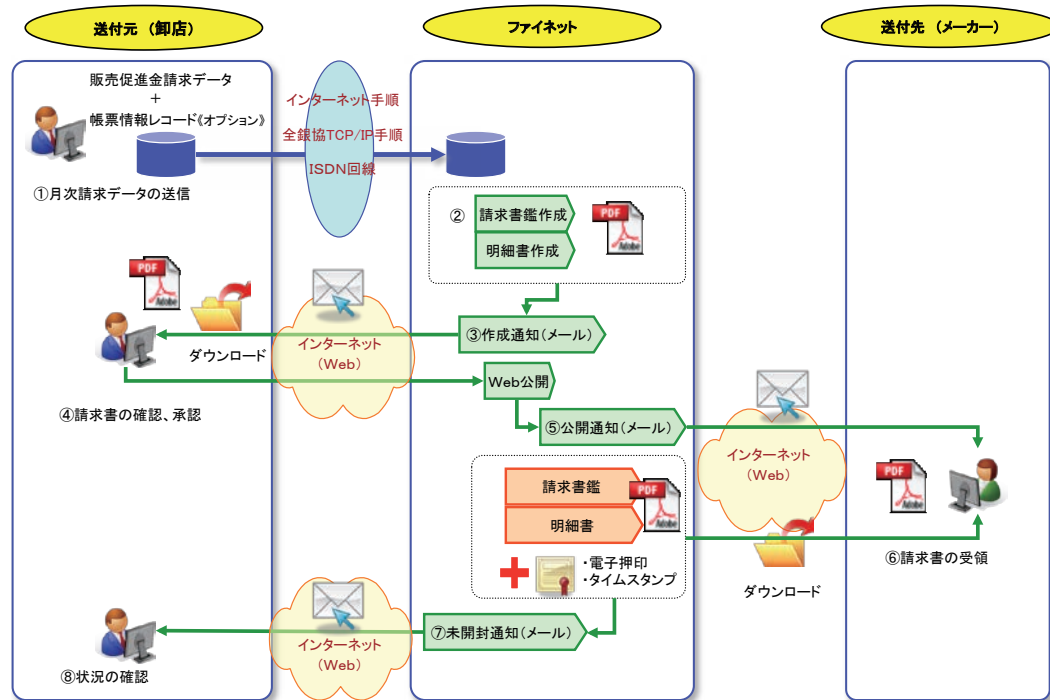 送付元 (卸店)
ファイネット
送付先 (メーカー)
販売促進金請求データ
+
帳票情報レコード《オプション》
インターネット手順
全銀協TCP/IP手順
ISDN回線
①月次請求データの送信
②
請求書鑑作成
明細書作成
PDF
Adobe
PDF
Adobe
ダウンロード
インターネット
(Web)
③作成通知(メール)
Web公開
④請求書の確認、承認
⑤公開通知(メール)
インターネット
(Web)
請求書鑑
明細書
PDF
Adobe
PDF
Adobe
・電子押印
・タイムスタンプ
ダウンロード
⑥請求書の受領
⑦未開封通知(メール)
インターネット
(Web)
⑧状況の確認